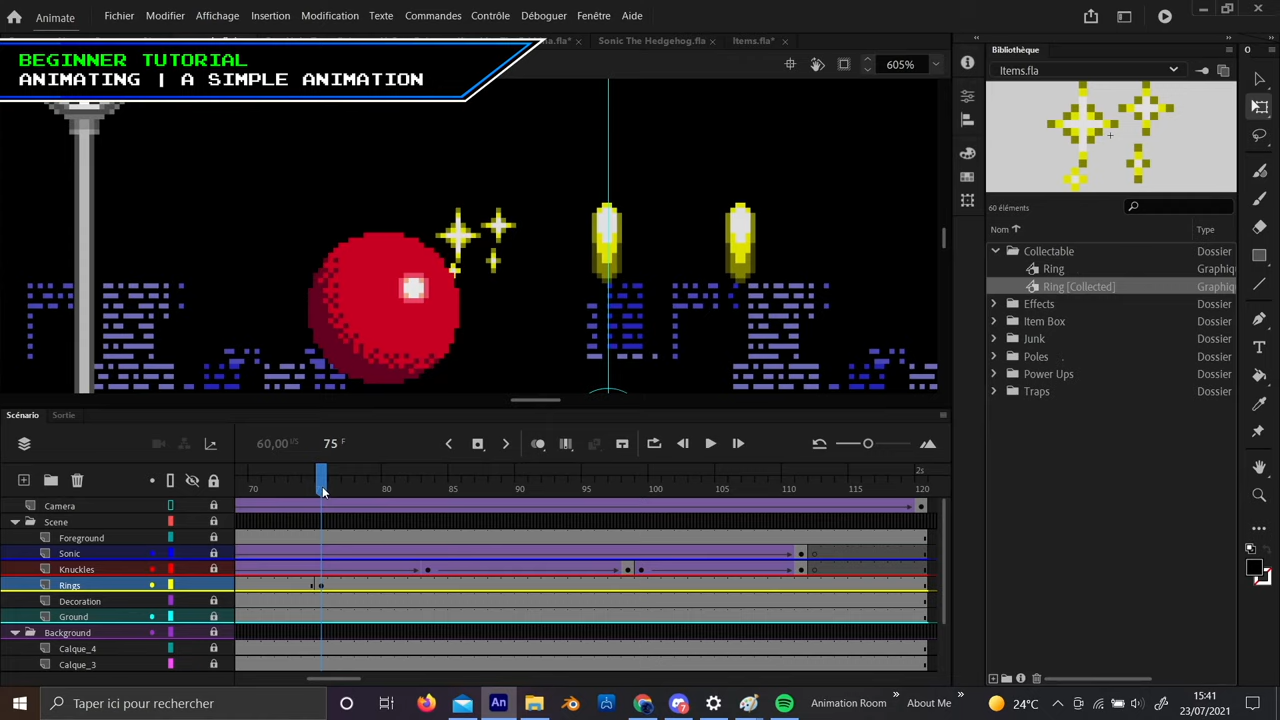 Animate
Fichier Modifier Affichage Insertion Modification Texte Commandes Contrôle Déboguer Fenêtre Aide
.fla* × Sonic The Hedgehog.fla × Items.fla* ×
BEGINNER TUTORIAL
ANIMATING | A SIMPLE ANIMATION
605%
Bibliothèque
Items.fla
60 éléments
Nom Type
Collectable Dossier
Ring Graphiq
Ring [Collected] Graphiq
Effects Dossier
Item Box Dossier
Junk Dossier
Poles Dossier
Power Ups Dossier
Traps Dossier
Scénario Sortie
60,00 I/S 75 F
2s
70 80 85 90 95 100 105 110 115 120
Camera
Scene
Foreground
Sonic
Knuckles
Rings
Decoration
Ground
Background
Calque_4
Calque_3
Taper ici pour rechercher
An
Animation Room » About Me »
24°C
15:41
23/07/2021